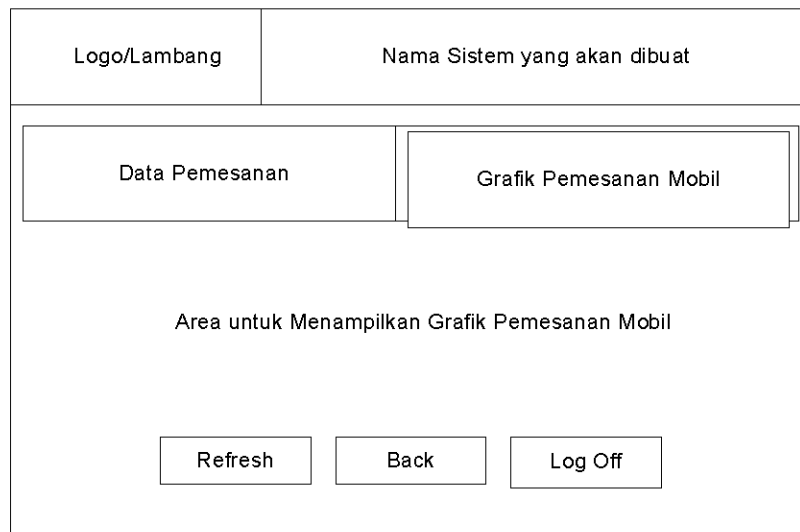 Logo/Lambang
Nama Sistem yang akan dibuat
Data Pemesanan
Grafik Pemesanan Mobil
Area untuk Menampilkan Grafik Pemesanan Mobil
Refresh
Back
Log Off